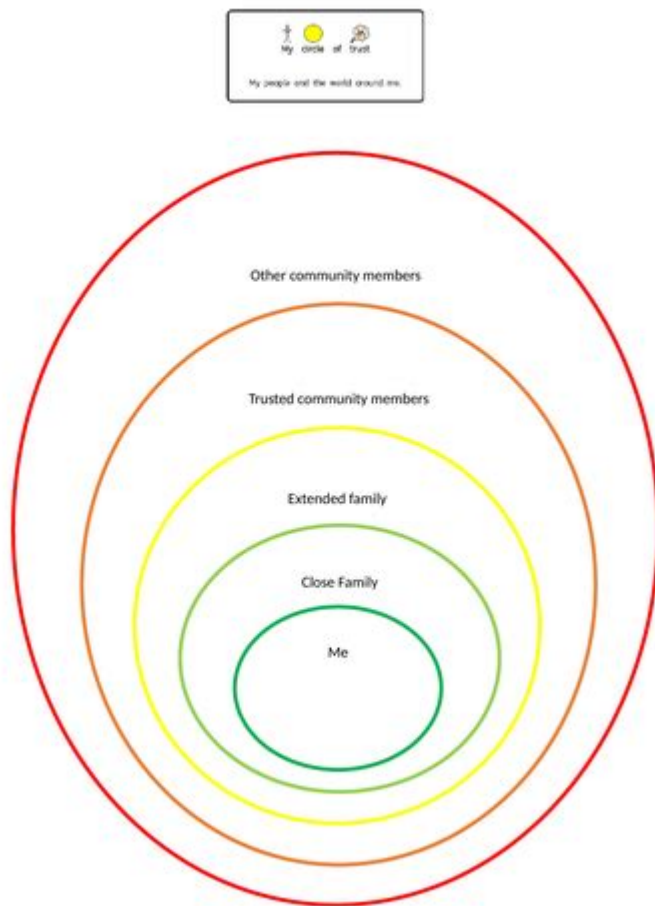 My circle of trust
My people and the world around me.
Other community members
Trusted community members
Extended family
Close Family
Me